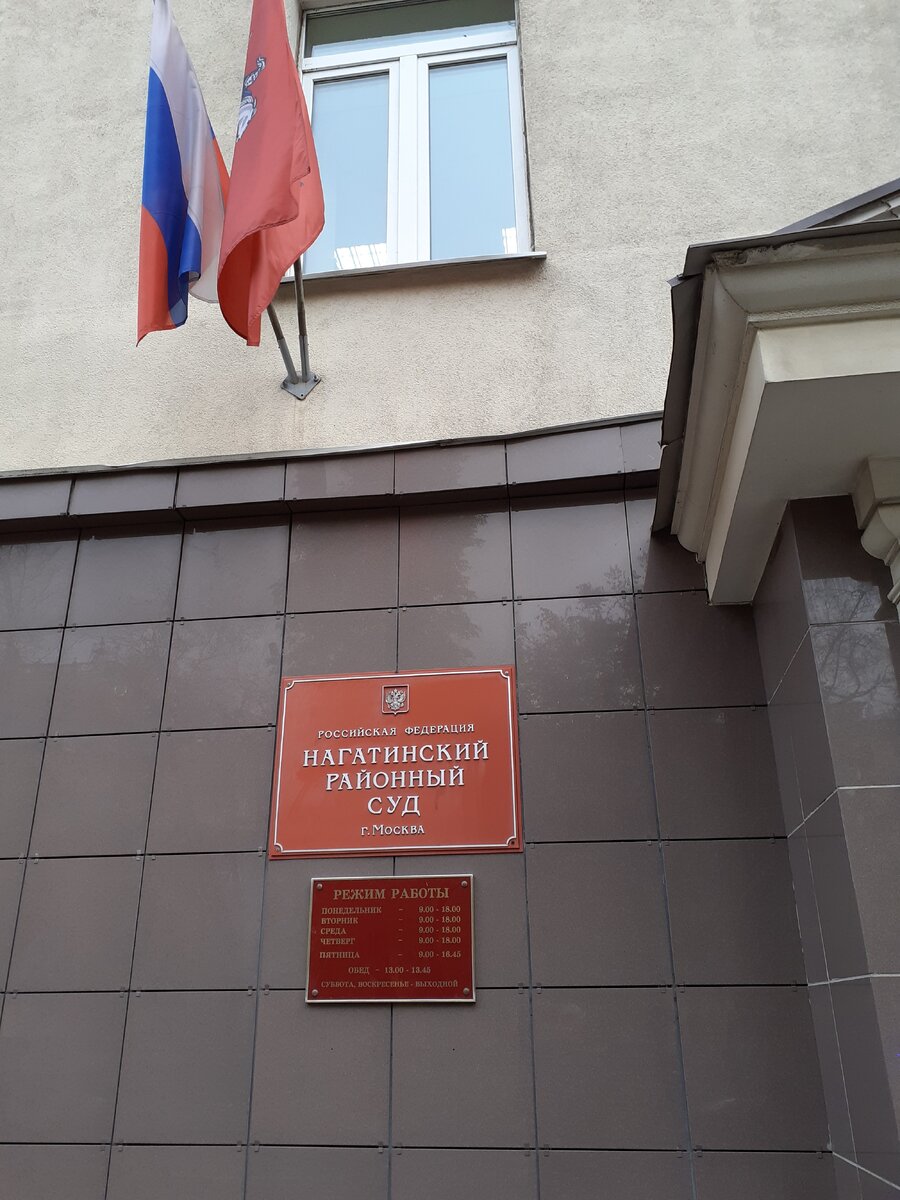 РОССИЙСКАЯ ФЕДЕРАЦИЯ
НАГАТИНСКИЙ
РАЙОННЫЙ
СУД
г. Москва
РЕЖИМ РАБОТЫ
ПОНЕДЕЛЬНИК - 9.00 - 18.00
ВТОРНИК - 9.00 - 18.00
СРЕДА - 9.00 - 18.00
ЧЕТВЕРГ - 9.00 - 18.00
ПЯТНИЦА - 9.00 - 16.45
ОБЕД - 13.00 - 13.45
СУББОТА, ВОСКРЕСЕНЬЕ - ВЫХОДНОЙ